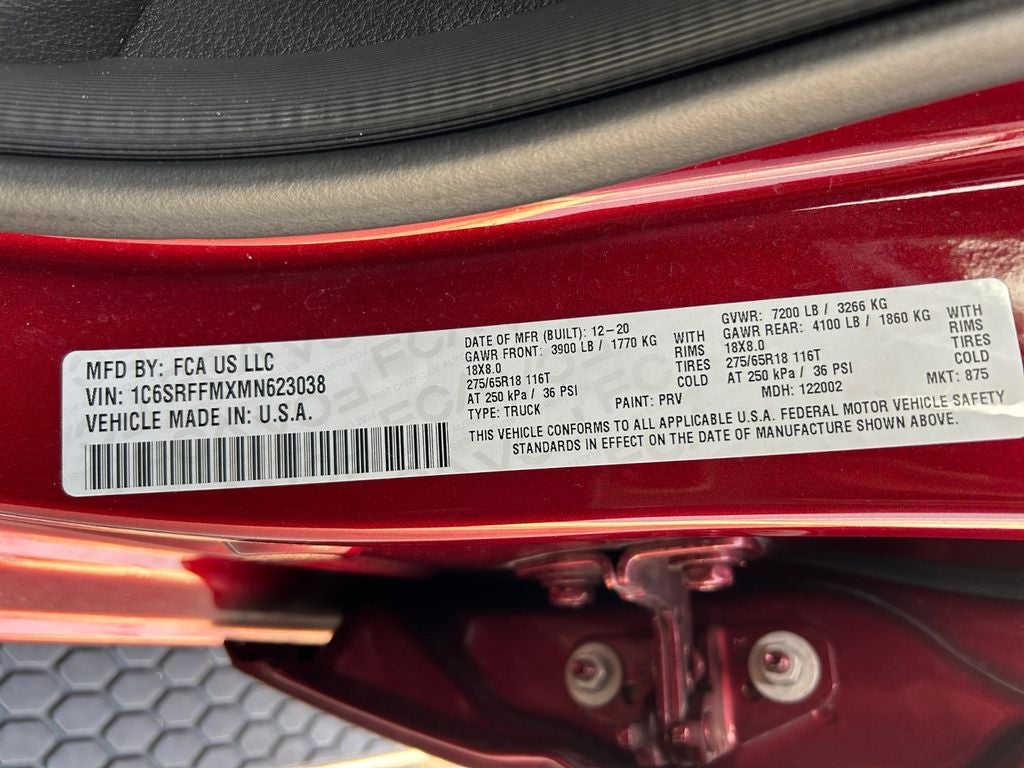 MFD BY: FCA US LLC
VIN: 1C6SRFFMXMN623038
VEHICLE MADE IN: U.S.A.
DATE OF MFR (BUILT): 12-20
GAWR FRONT: 3900 LB / 1770 KG WITH
18X8.0 RIMS
275/65R18 116T TIRES
AT 250 kPa / 36 PSI
TYPE: TRUCK PAINT: PRV
GVWR: 7200 LB / 3266 KG
GAWR REAR: 4100 LB / 1860 KG WITH
18X8.0 RIMS
275/65R18 116T TIRES
AT 250 kPa / 36 PSI
MDH: 122002 MKT: 875
THIS VEHICLE CONFORMS TO ALL APPLICABLE U.S.A. FEDERAL MOTOR VEHICLE SAFETY
STANDARDS IN EFFECT ON THE DATE OF MANUFACTURE SHOWN ABOVE.